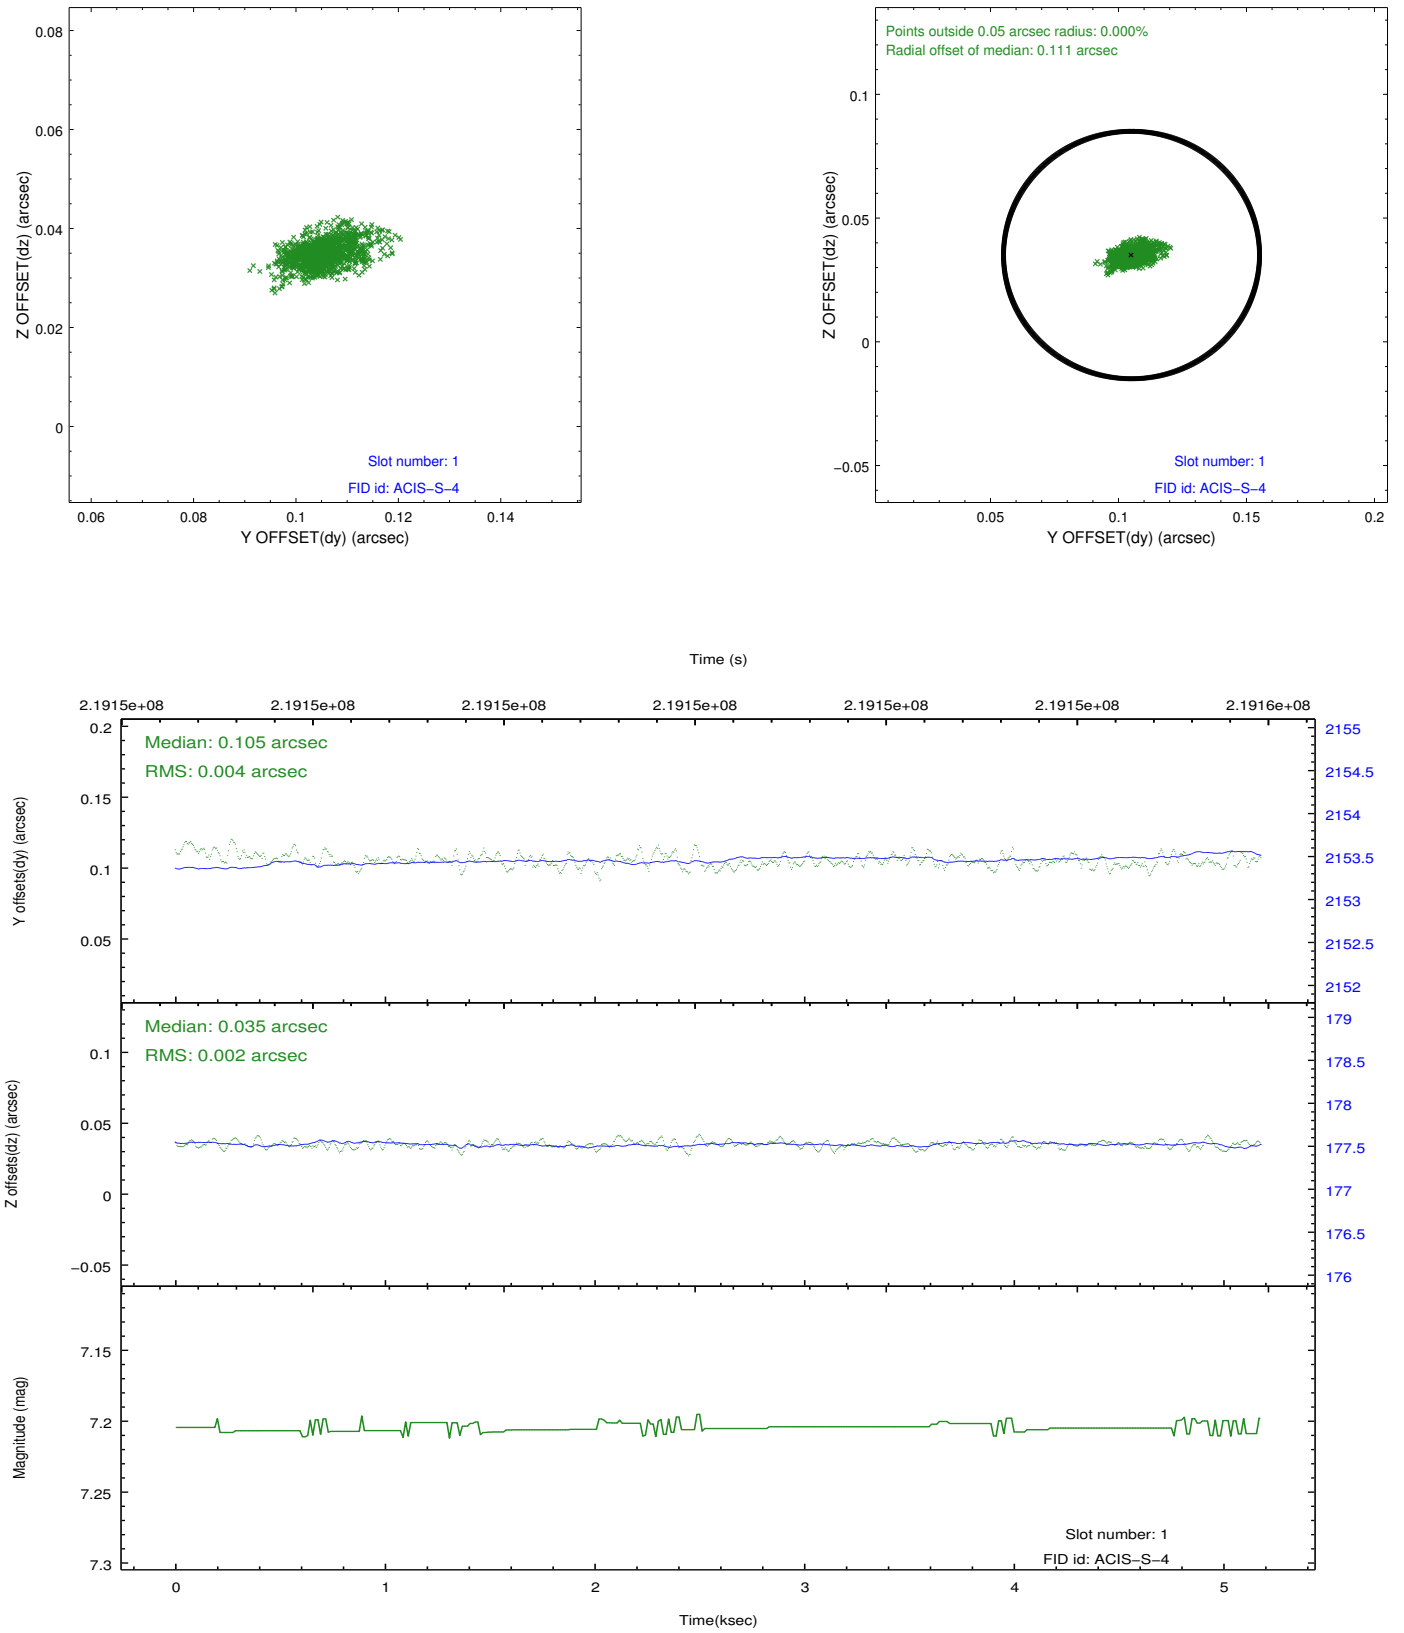 0.08
0.06
0.04
0.02
0
Z OFFSET(dz) (arcsec)
Slot number: 1
FID id: ACIS−S−4
0.06 0.08 0.1 0.12 0.14
Y OFFSET(dy) (arcsec)
Points outside 0.05 arcsec radius: 0.000%
Radial offset of median: 0.111 arcsec
0.1
0.05
0
−0.05
Z OFFSET(dz) (arcsec)
Slot number: 1
FID id: ACIS−S−4
0.05 0.1 0.15 0.2
Y OFFSET(dy) (arcsec)
Time (s)
2.1915e+08 2.1915e+08 2.1915e+08 2.1915e+08 2.1915e+08 2.1915e+08 2.1916e+08
Median: 0.105 arcsec
RMS: 0.004 arcsec
0.2
0.15
0.1
0.05
Y offsets(dy) (arcsec)
2155
2154.5
2154
2153.5
2153
2152.5
2152
Median: 0.035 arcsec
RMS: 0.002 arcsec
0.1
0.05
0
−0.05
Z offsets(dz) (arcsec)
179
178.5
178
177.5
177
176.5
176
7.15
7.2
7.25
7.3
Magnitude (mag)
Slot number: 1
FID id: ACIS−S−4
0 1 2 3 4 5
Time(ksec)